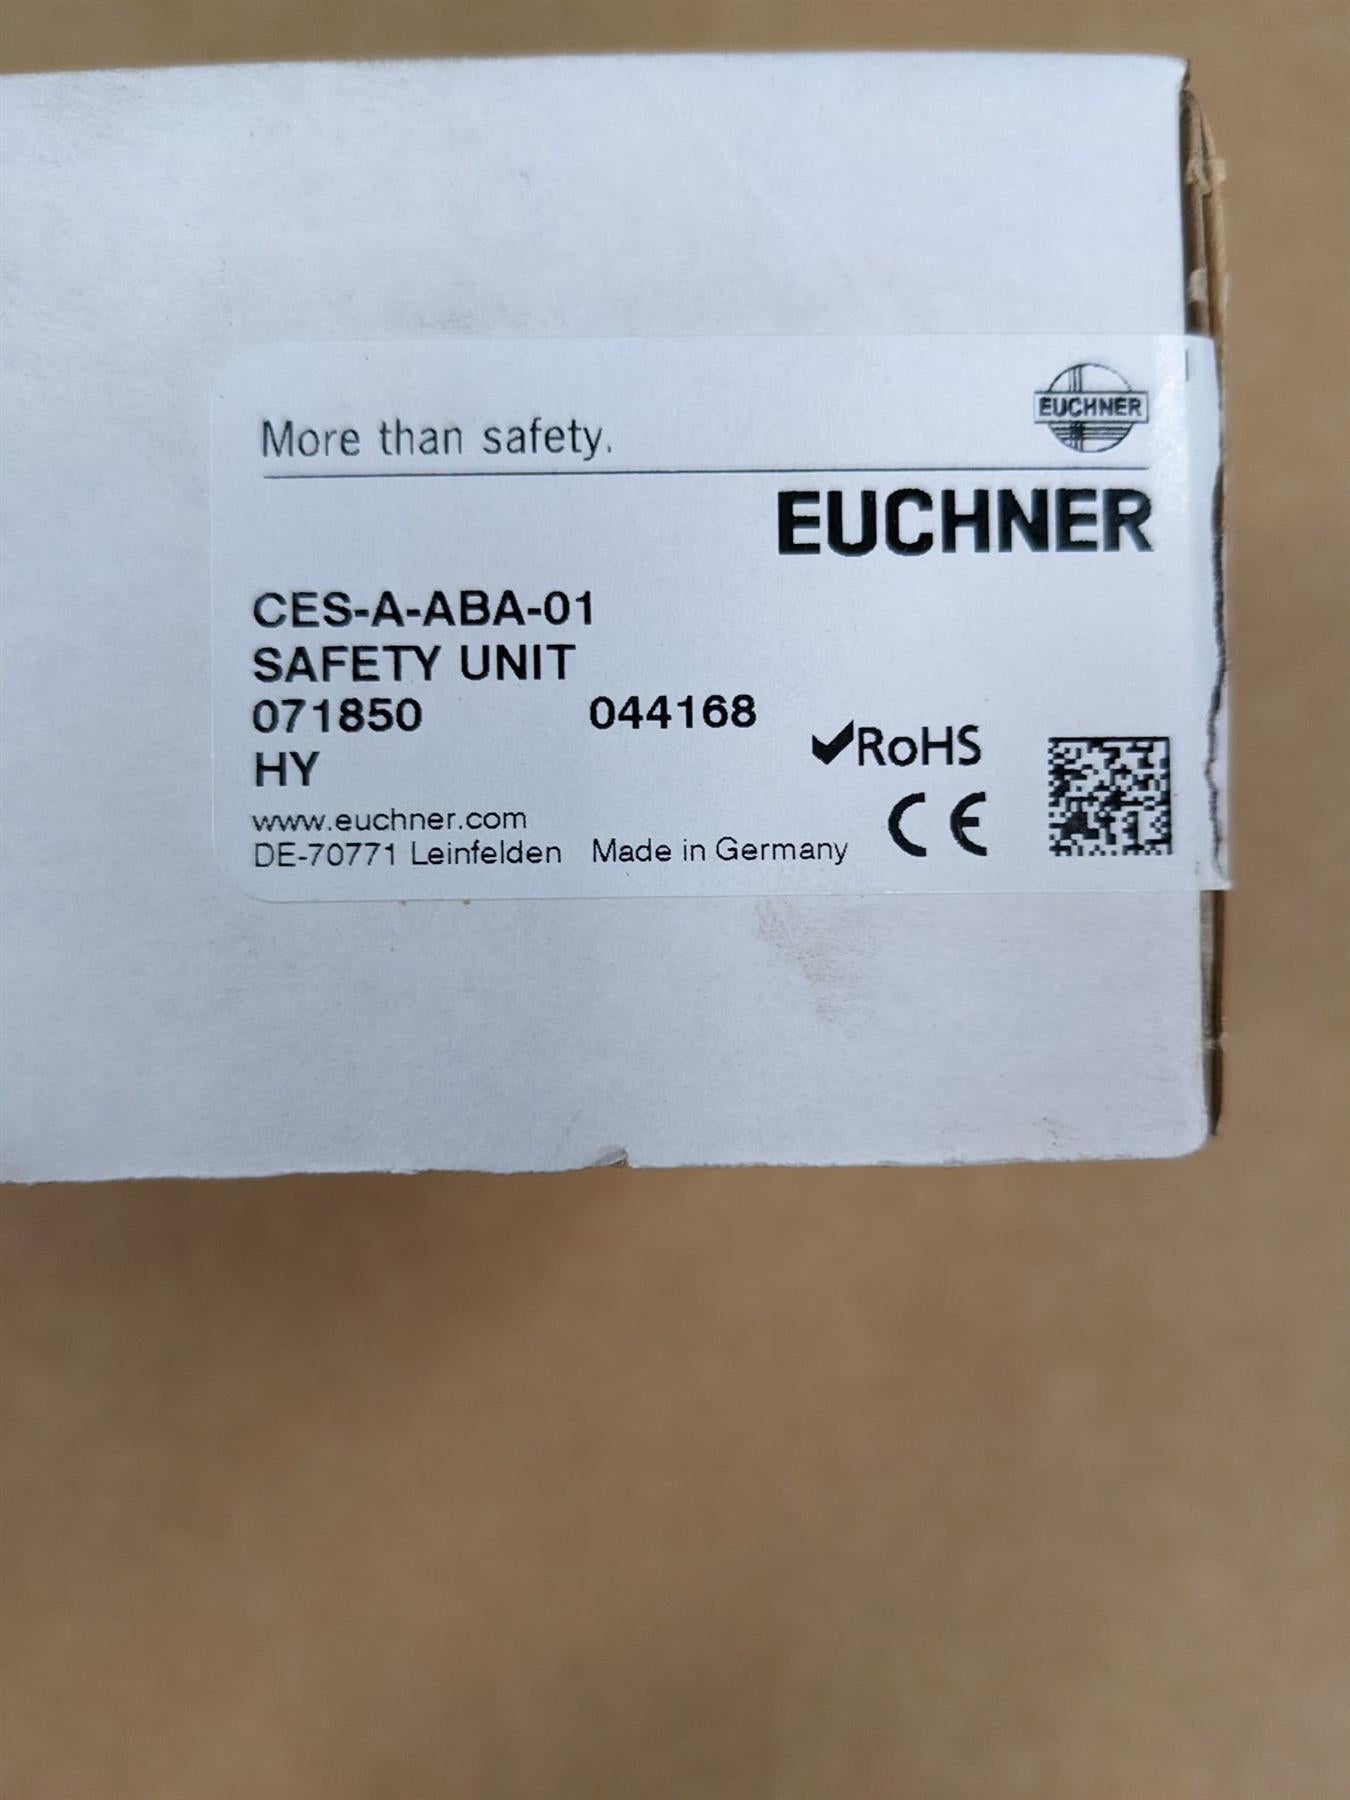 More than safety.
EUCHNER
EUCHNER
CES-A-ABA-01
SAFETY UNIT
071850 044168
HY
✔RoHS
CE
www.euchner.com
DE-70771 Leinfelden Made in Germany